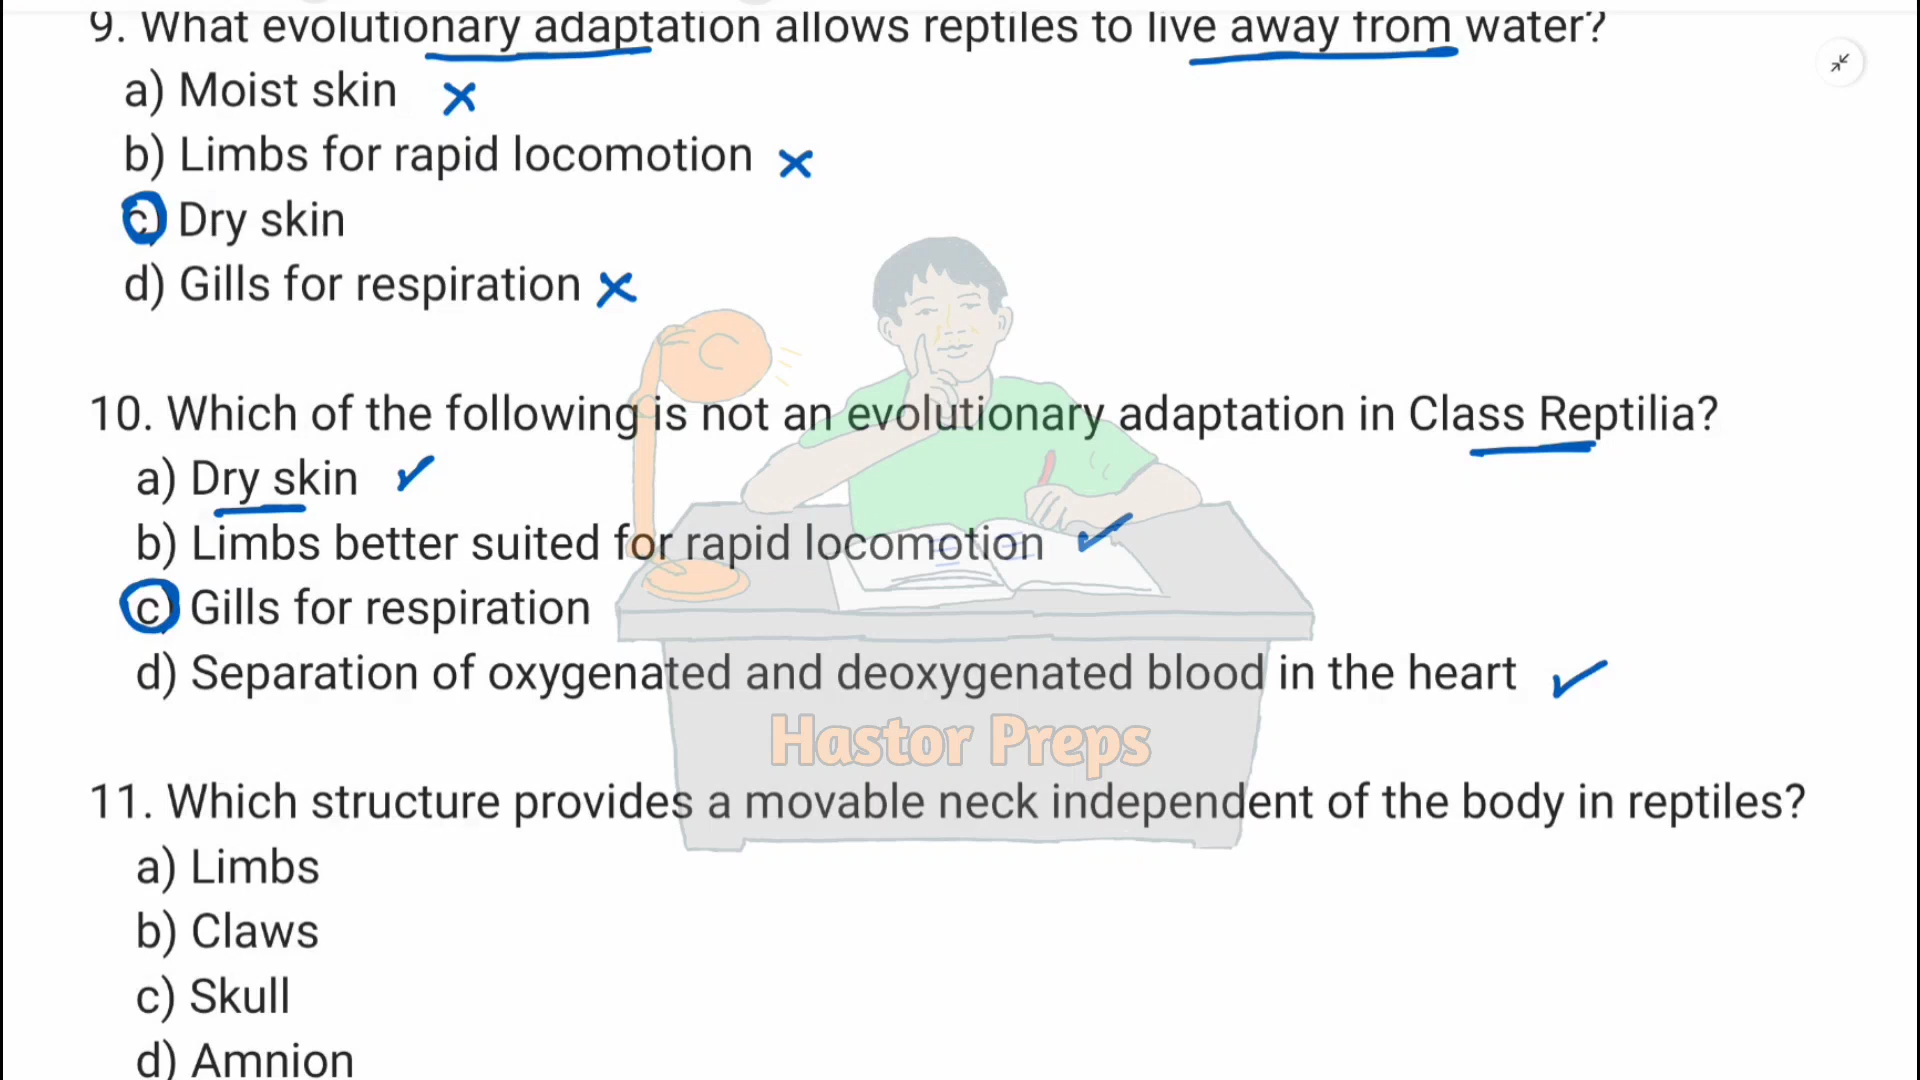 9. What evolutionary adaptation allows reptiles to live away from water?
a) Moist skin
b) Limbs for rapid locomotion
c) Dry skin
d) Gills for respiration
10. Which of the following is not an evolutionary adaptation in Class Reptilia?
a) Dry skin
b) Limbs better suited for rapid locomotion
c) Gills for respiration
d) Separation of oxygenated and deoxygenated blood in the heart
Hastor Preps
11. Which structure provides a movable neck independent of the body in reptiles?
a) Limbs
b) Claws
c) Skull
d) Amnion